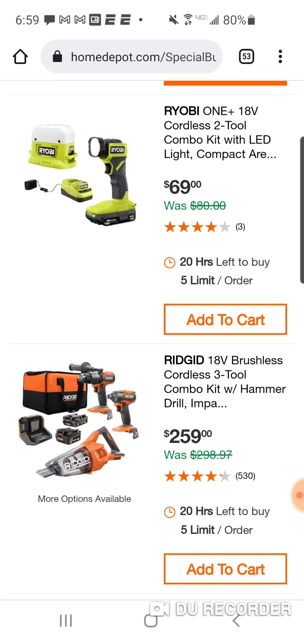 6:59
80%
homedepot.com/SpecialBu
53
RYOBI ONE+ 18V
Cordless 2-Tool
Combo Kit with LED
Light, Compact Are...
$69 00
Was $80.00
(3)
20 Hrs Left to buy
5 Limit / Order
Add To Cart
RYOBI
RIDGID 18V Brushless
Cordless 3-Tool
Combo Kit w/ Hammer
Drill, Impa...
$259 00
Was $298.97
(530)
20 Hrs Left to buy
5 Limit / Order
Add To Cart
RIDGID
More Options Available
DU RECORDER